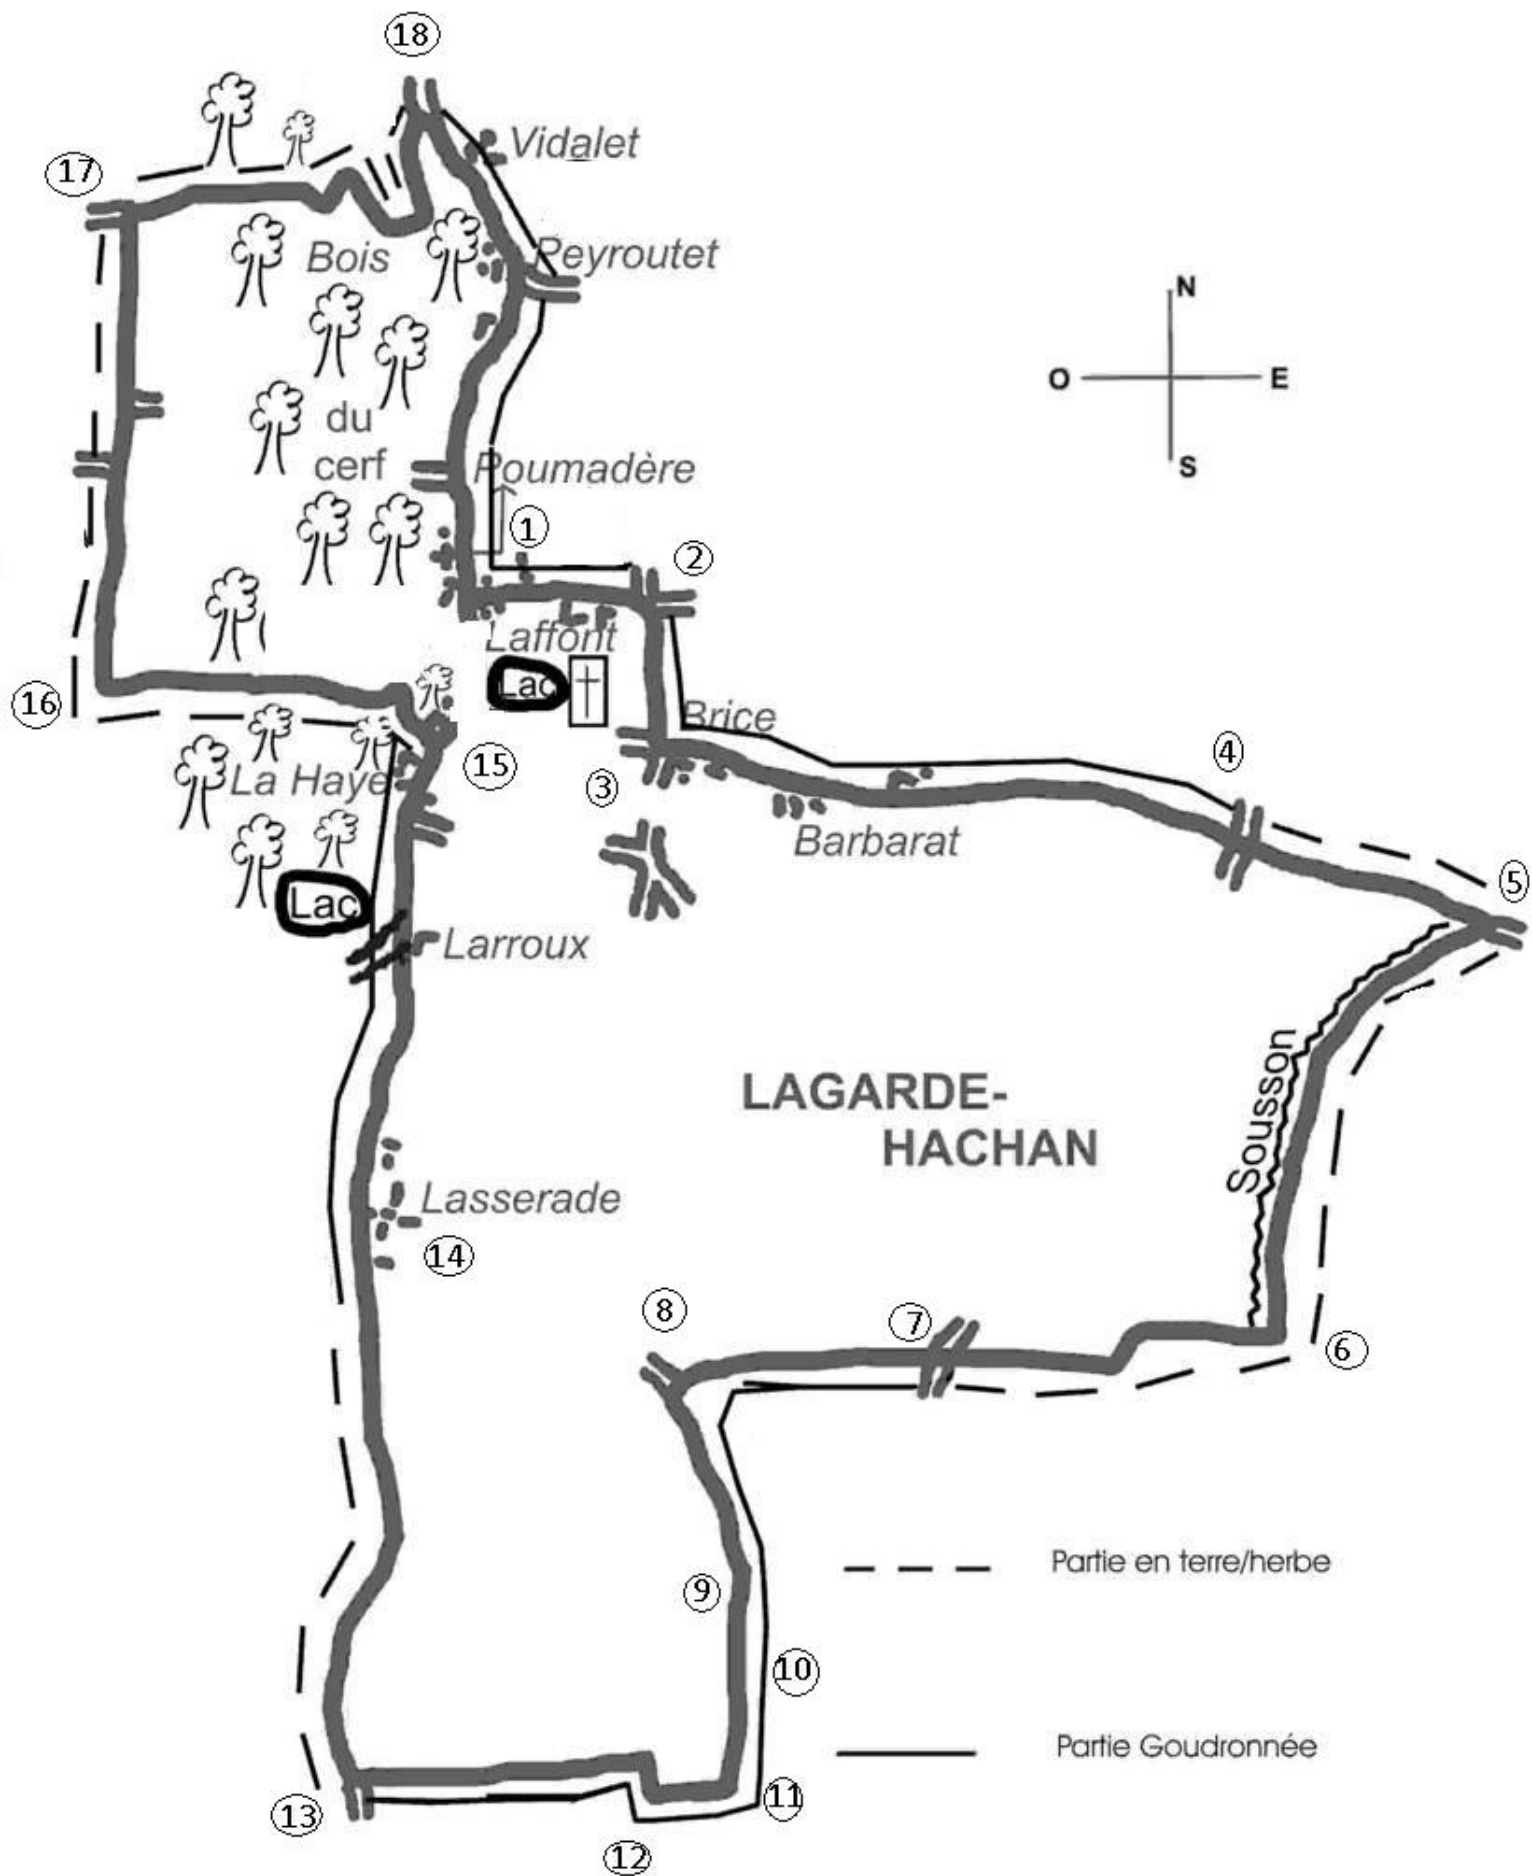 18
Vidalet
17
Bois
Peyroutet
N
O
E
S
du
cerf
Poumadère
1
2
Laffont
Lac
16
Brice
15
3
4
La Haye
Barbarat
5
Lac
Larroux
LAGARDE-
HACHAN
Sousson
Lasserade
14
8
7
6
9
Partie en terre/herbe
10
Partie Goudronnée
11
13
12